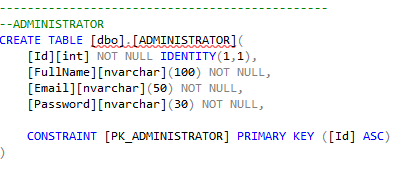 --------------------------------------------------
--ADMINISTRATOR
CREATE TABLE [dbo].[ADMINISTRATOR](
    [Id][int] NOT NULL IDENTITY(1,1),
    [FullName][nvarchar](100) NOT NULL,
    [Email][nvarchar](50) NOT NULL,
    [Password][nvarchar](30) NOT NULL,

    CONSTRAINT [PK_ADMINISTRATOR] PRIMARY KEY ([Id] ASC)
)